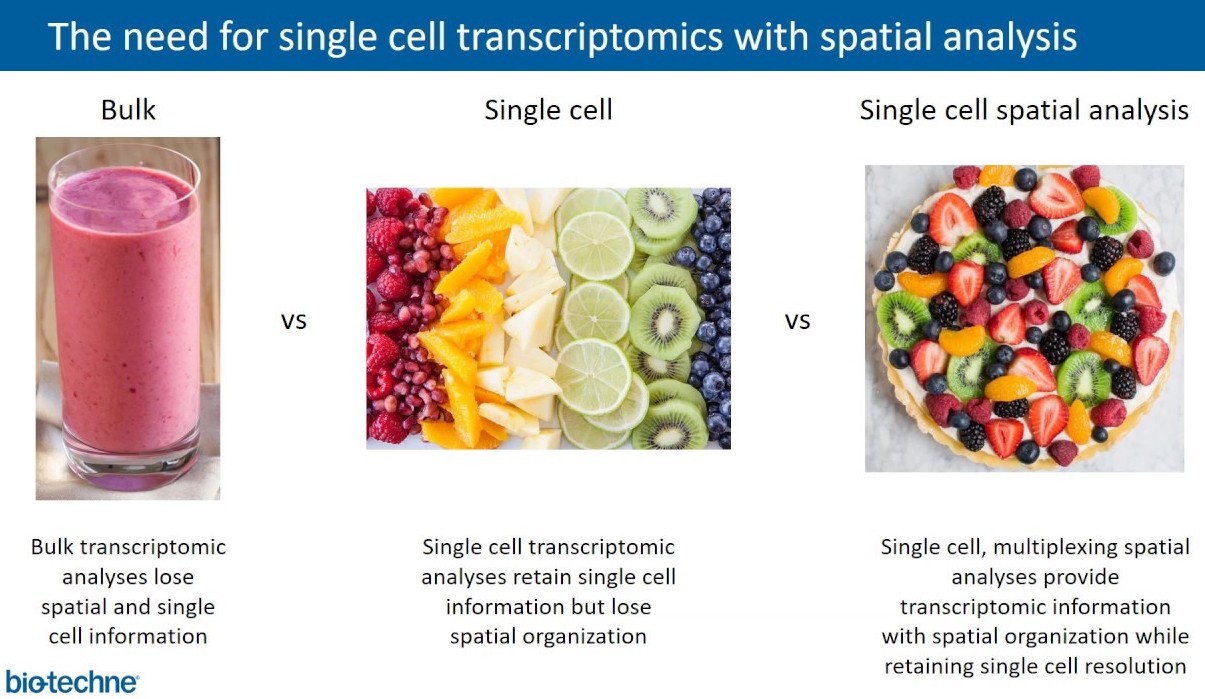 The need for single cell transcriptomics with spatial analysis
Bulk
Single cell
Single cell spatial analysis
vs
vs
Bulk transcriptomic
analyses lose
spatial and single
cell information
Single cell transcriptomic
analyses retain single cell
information but lose
spatial organization
Single cell, multiplexing spatial
analyses provide
transcriptomic information
with spatial organization while
retaining single cell resolution
bio-techne®